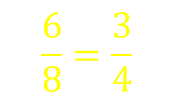 6/8 = 3/4